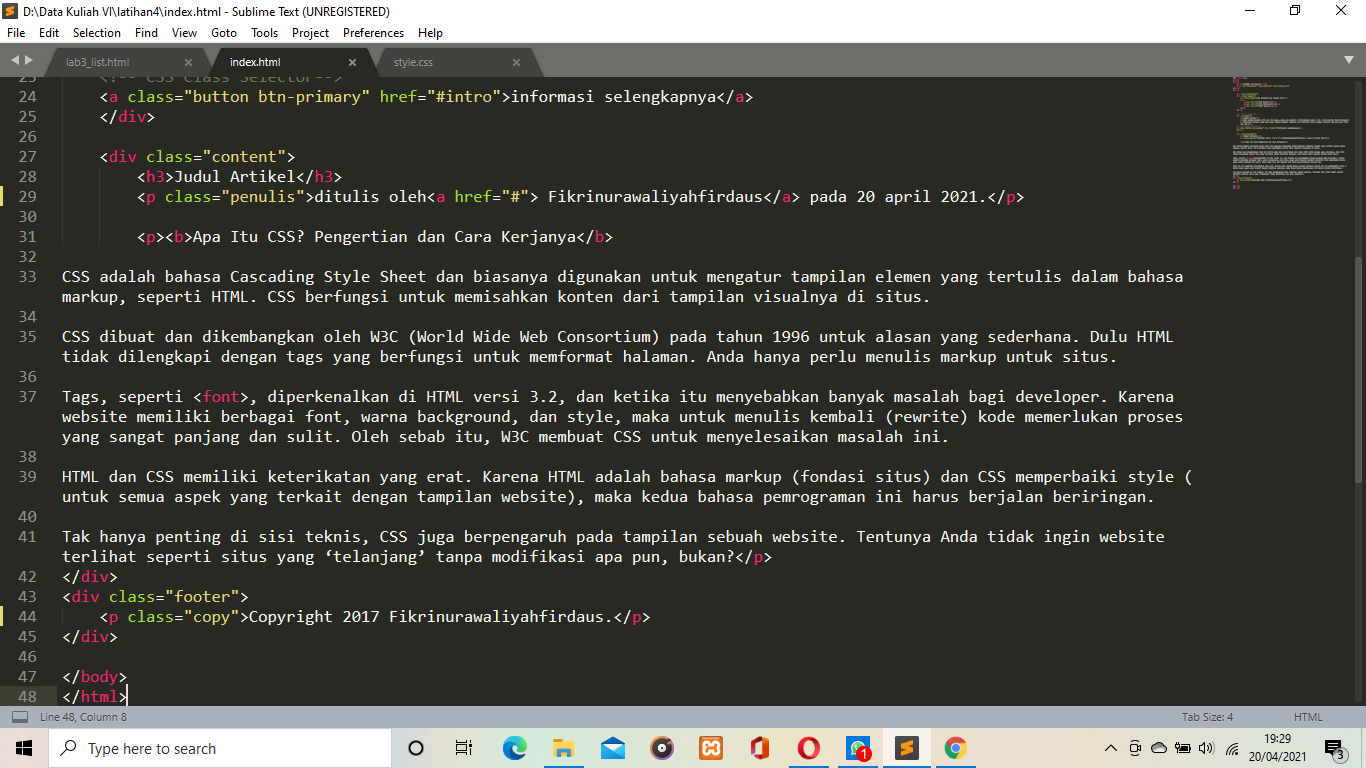 D:\Data Kuliah VI\latihan4\index.html - Sublime Text (UNREGISTERED)
File Edit Selection Find View Goto Tools Project Preferences Help
lab3_list.html index.html style.css
23 <!-- CSS Class Selector-->
24 <a class="button btn-primary" href="#intro">informasi selengkapnya</a>
25 </div>
26
27 <div class="content">
28 <h3>Judul Artikel</h3>
29 <p class="penulis">ditulis oleh<a href="#"> Fikrinurawaliyahfirdaus</a> pada 20 april 2021.</p>
30
31 <p><b>Apa Itu CSS? Pengertian dan Cara Kerjanya</b>
32
33 CSS adalah bahasa Cascading Style Sheet dan biasanya digunakan untuk mengatur tampilan elemen yang tertulis dalam bahasa
markup, seperti HTML. CSS berfungsi untuk memisahkan konten dari tampilan visualnya di situs.
34
35 CSS dibuat dan dikembangkan oleh W3C (World Wide Web Consortium) pada tahun 1996 untuk alasan yang sederhana. Dulu HTML
tidak dilengkapi dengan tags yang berfungsi untuk memformat halaman. Anda hanya perlu menulis markup untuk situs.
36
37 Tags, seperti <font>, diperkenalkan di HTML versi 3.2, dan ketika itu menyebabkan banyak masalah bagi developer. Karena
website memiliki berbagai font, warna background, dan style, maka untuk menulis kembali (rewrite) kode memerlukan proses
yang sangat panjang dan sulit. Oleh sebab itu, W3C membuat CSS untuk menyelesaikan masalah ini.
38
39 HTML dan CSS memiliki keterikatan yang erat. Karena HTML adalah bahasa markup (fondasi situs) dan CSS memperbaiki style (
untuk semua aspek yang terkait dengan tampilan website), maka kedua bahasa pemrograman ini harus berjalan beriringan.
40
41 Tak hanya penting di sisi teknis, CSS juga berpengaruh pada tampilan sebuah website. Tentunya Anda tidak ingin website
terlihat seperti situs yang ‘telanjang’ tanpa modifikasi apa pun, bukan?</p>
42 </div>
43 <div class="footer">
44 <p class="copy">Copyright 2017 Fikrinurawaliyahfirdaus.</p>
45 </div>
46
47 </body>
48 </html>
Line 48, Column 8 Tab Size: 4 HTML
Type here to search
1
19:29
20/04/2021
3